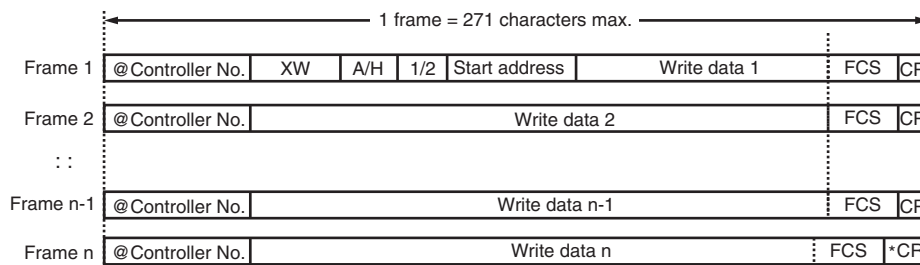 1 frame = 271 characters max.
Frame 1 @Controller No. XW A/H 1/2 Start address Write data 1 FCS CR
Frame 2 @Controller No. Write data 2 FCS CR
: :
Frame n-1 @Controller No. Write data n-1 FCS CR
Frame n @Controller No. Write data n FCS *CR